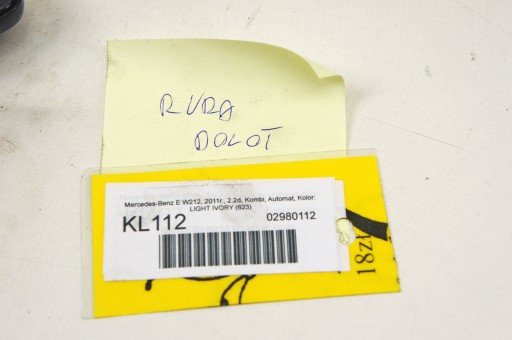 RURA
DOLOT
Mercedes-Benz E W212, 2011r., 2.2d, Kombi, Automat, Kolor:
LIGHT IVORY (623)
KL112
02980112
18zł